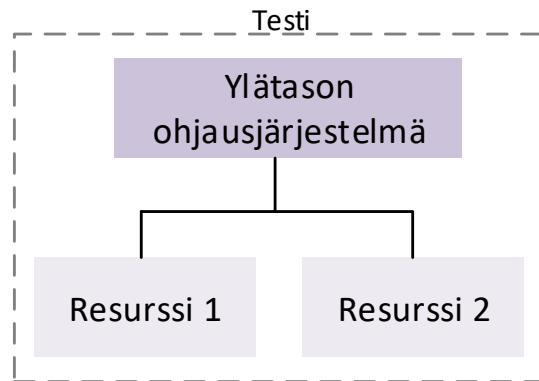 Testi
Ylätason
ohjausjärjestelmä
Resurssi 1
Resurssi 2